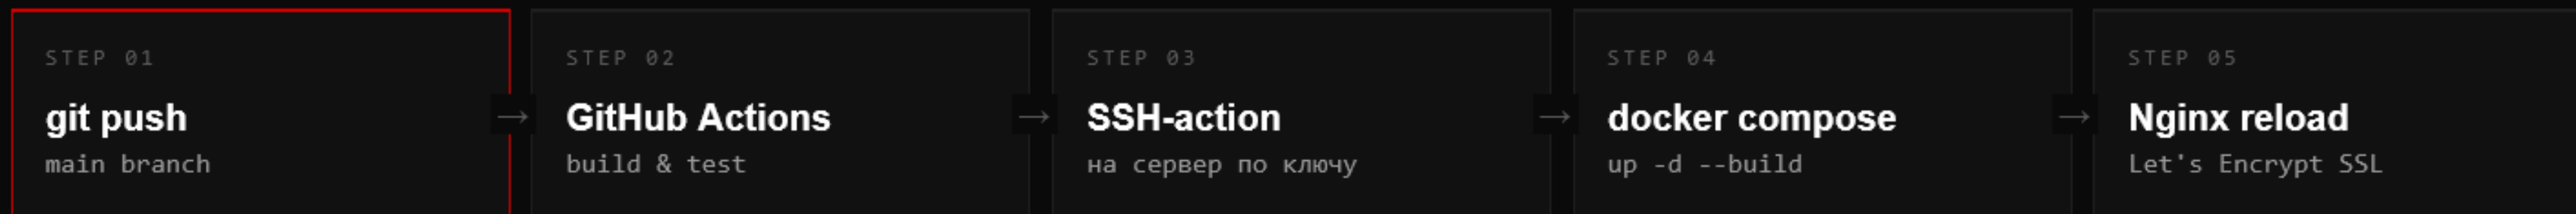 STEP 01
git push
main branch
→
STEP 02
GitHub Actions
build & test
→
STEP 03
SSH-action
на сервер по ключу
→
STEP 04
docker compose
up -d --build
→
STEP 05
Nginx reload
Let's Encrypt SSL